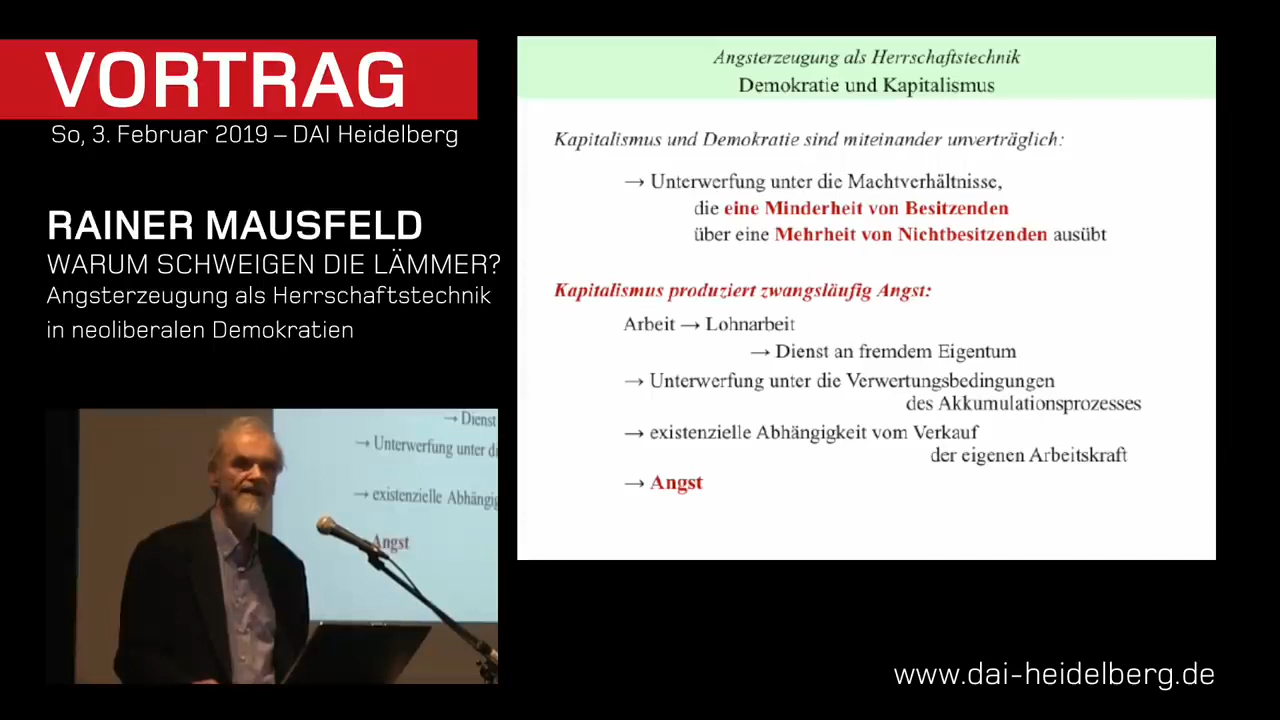 VORTRAG
So, 3. Februar 2019 – DAI Heidelberg
RAINER MAUSFELD
WARUM SCHWEIGEN DIE LÄMMER?
Angsterzeugung als Herrschaftstechnik
in neoliberalen Demokratien
Angsterzeugung als Herrschaftstechnik
Demokratie und Kapitalismus
Kapitalismus und Demokratie sind miteinander unverträglich:
→ Unterwerfung unter die Machtverhältnisse,
die eine Minderheit von Besitzenden
über eine Mehrheit von Nichtbesitzenden ausübt
Kapitalismus produziert zwangsläufig Angst:
Arbeit → Lohnarbeit
→ Dienst an fremdem Eigentum
→ Unterwerfung unter die Verwertungsbedingungen
des Akkumulationsprozesses
→ existenzielle Abhängigkeit vom Verkauf
der eigenen Arbeitskraft
→ Angst
→ Dienst
→ Unterwerfung unter d
→ existenzielle Abhängig
Angst
www.dai-heidelberg.de